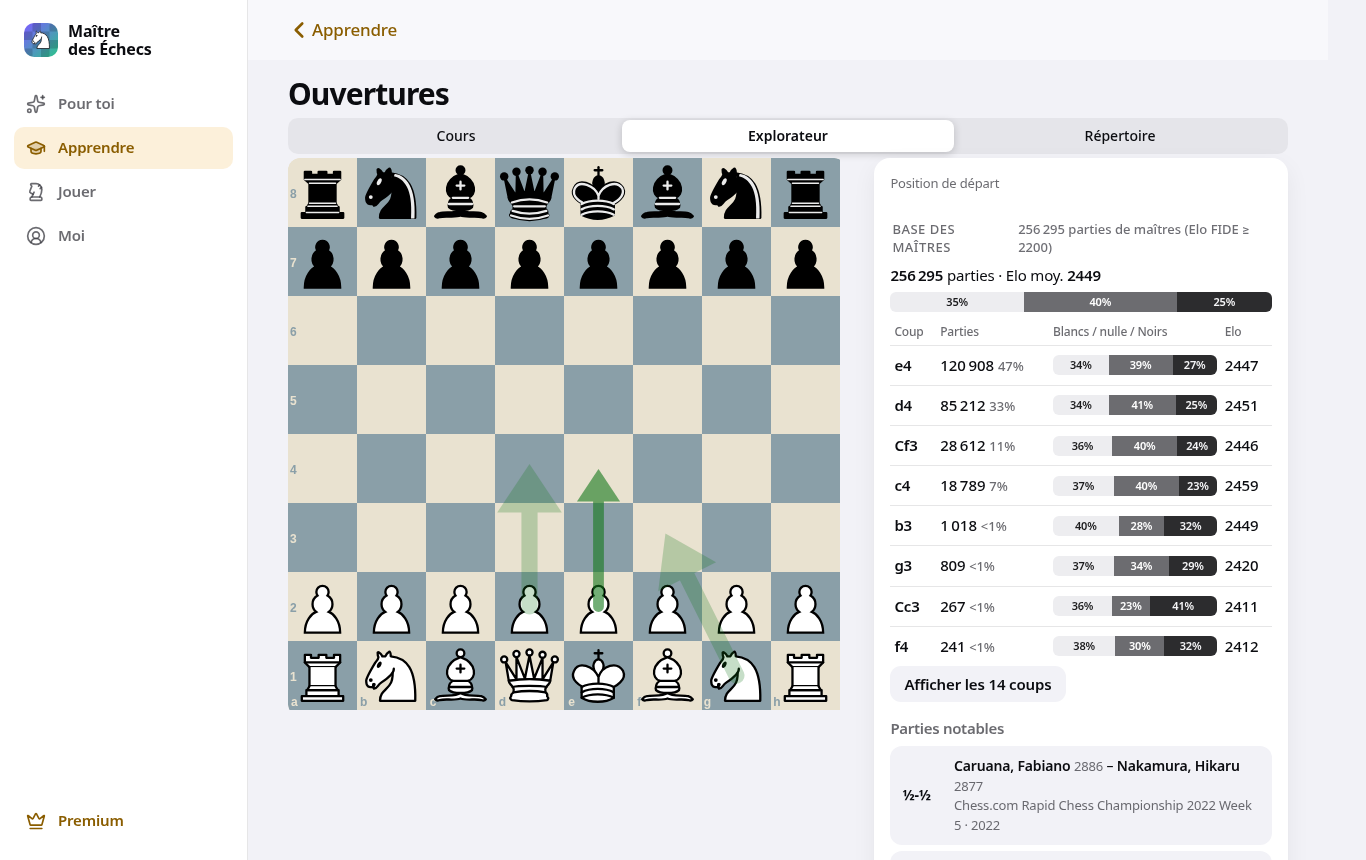 Maître
des Échecs
Pour toi
Apprendre
Jouer
Moi
Premium
Apprendre
Ouvertures
Cours
Explorateur
Répertoire
8
7
6
5
4
3
2
1
a
b
c
d
e
f
g
h
Position de départ
BASE DES MAÎTRES
256 295 parties de maîtres (Elo FIDE ≥ 2200)
256 295 parties · Elo moy. 2449
35% 40% 25%
Coup Parties Blancs / nulle / Noirs Elo
e4 120 908 47% 34% 39% 27% 2447
d4 85 212 33% 34% 41% 25% 2451
Cf3 28 612 11% 36% 40% 24% 2446
c4 18 789 7% 37% 40% 23% 2459
b3 1 018 <1% 40% 28% 32% 2449
g3 809 <1% 37% 34% 29% 2420
Cc3 267 <1% 36% 23% 41% 2411
f4 241 <1% 38% 30% 32% 2412
Afficher les 14 coups
Parties notables
½-½
Caruana, Fabiano 2886 – Nakamura, Hikaru
2877
Chess.com Rapid Chess Championship 2022 Week
5 · 2022